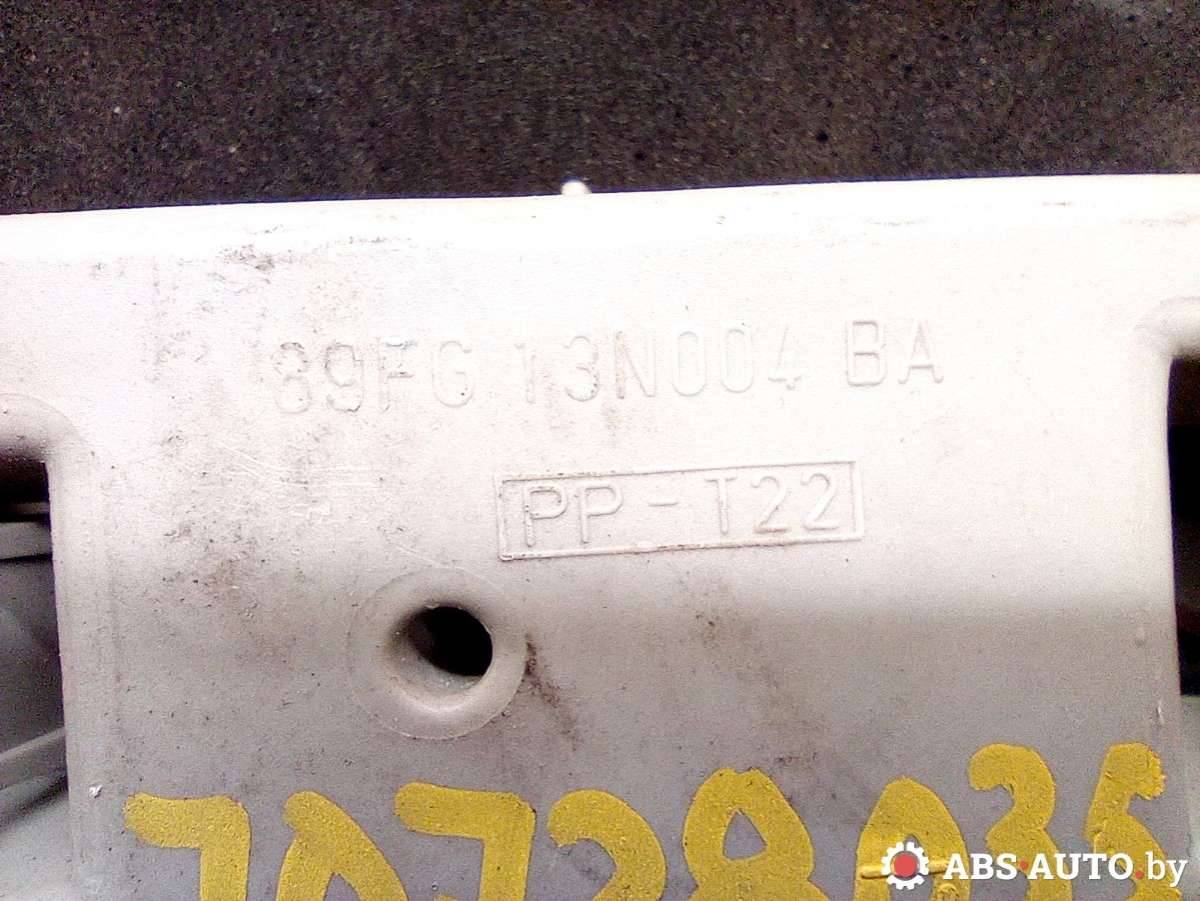 89FG 13N004 BA
PP-T22
ABS-AUTO.by